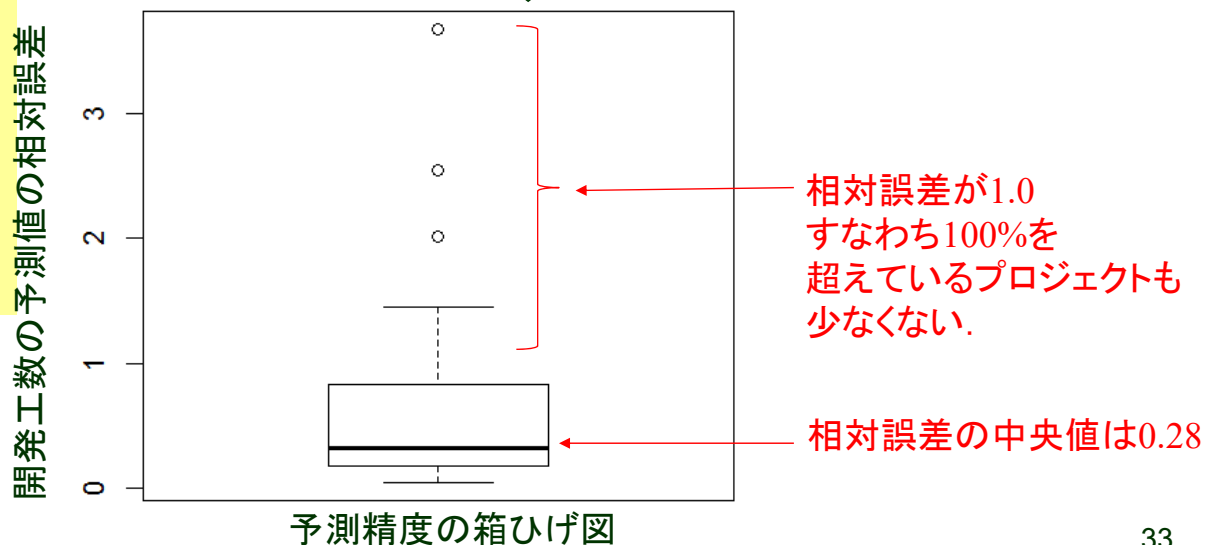 開発工数の予測値の相対誤差
3
2
1
0
相対誤差が1.0
すなわち100%を
超えているプロジェクトも
少なくない.
相対誤差の中央値は0.28
予測精度の箱ひげ図
33